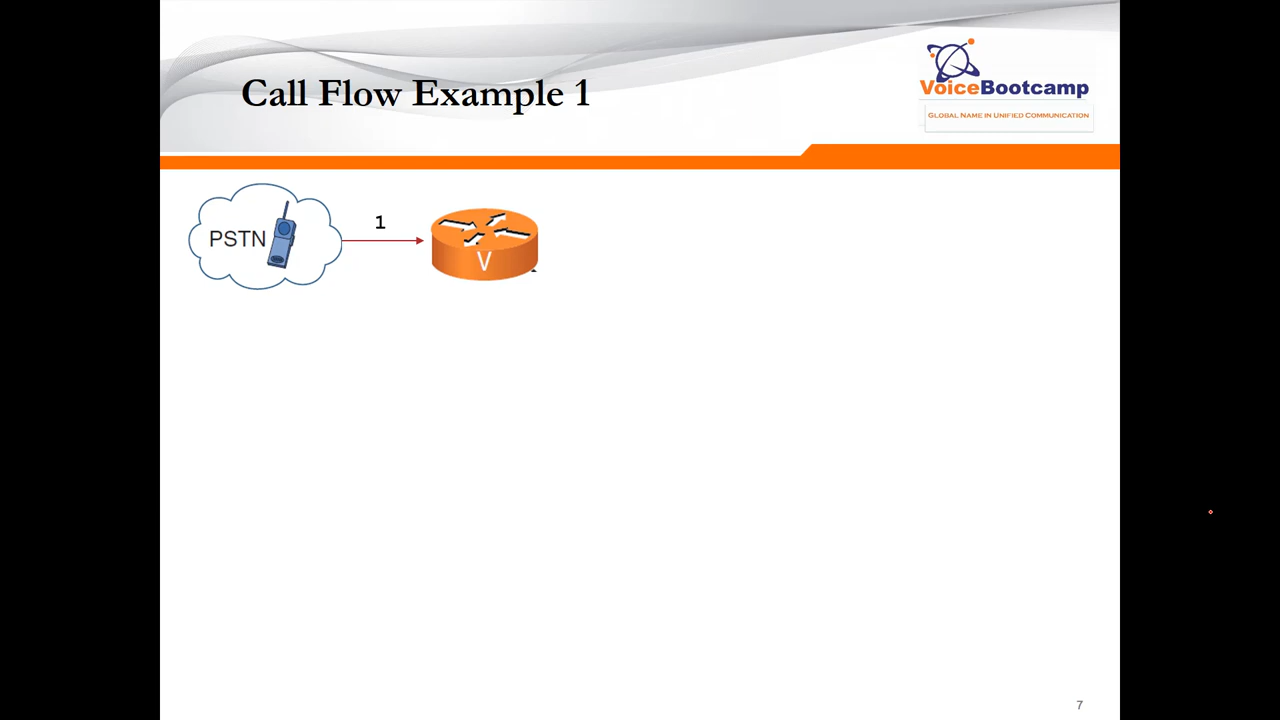 Call Flow Example 1
VoiceBootcamp
GLOBAL NAME IN UNIFIED COMMUNICATION
PSTN
1
V
7